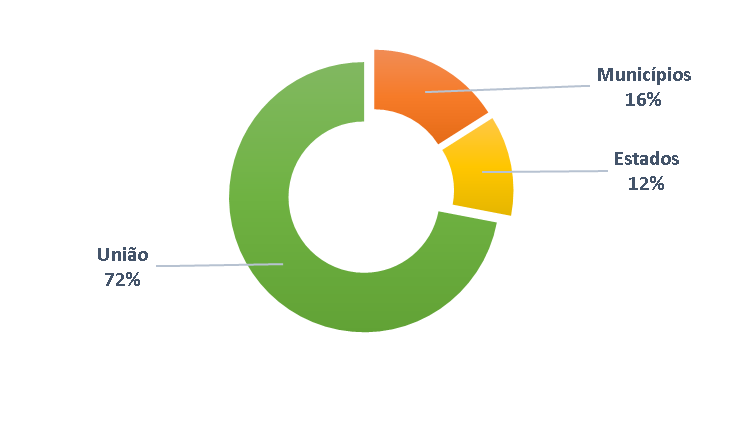 Municípios
16%
Estados
12%
União
72%